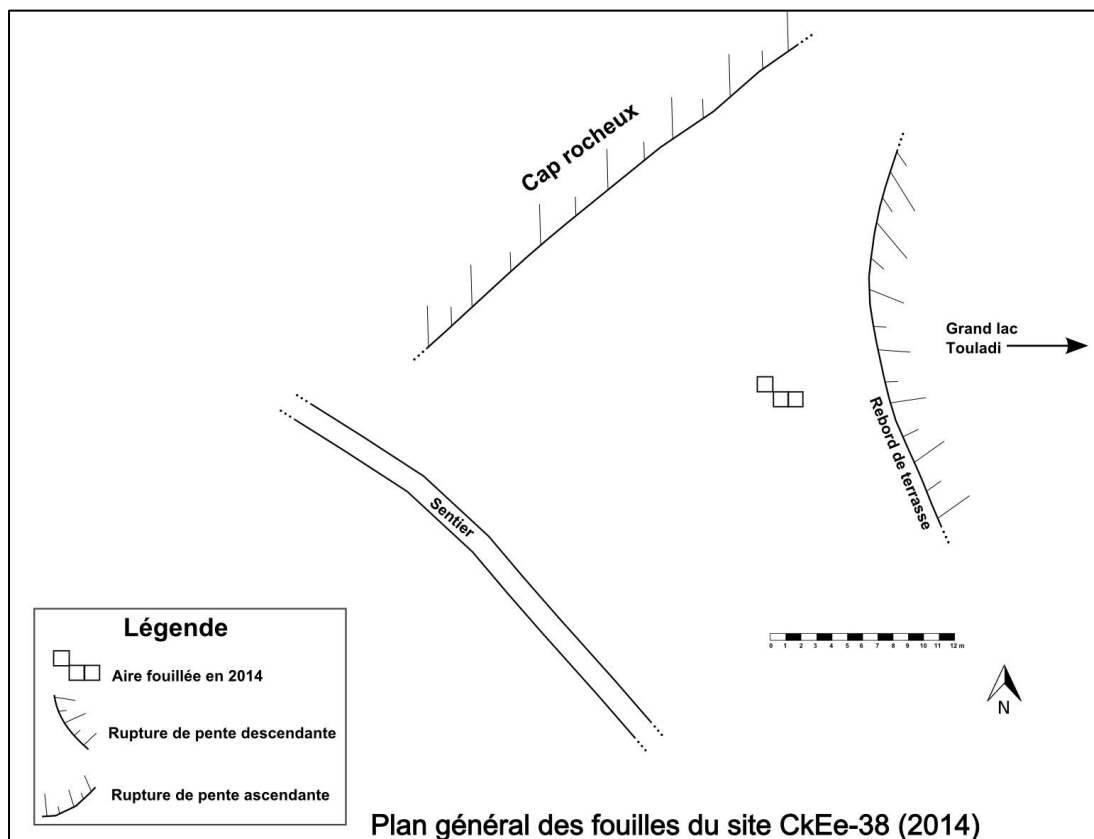 Cap rocheux
Grand lac
Touladi
Rebord de terrasse
Sentier
0 1 2 3 4 5 6 7 8 9 10 11 12 m
N
Légende
Aire fouillée en 2014
Rupture de pente descendante
Rupture de pente ascendante
Plan général des fouilles du site CkEe-38 (2014)